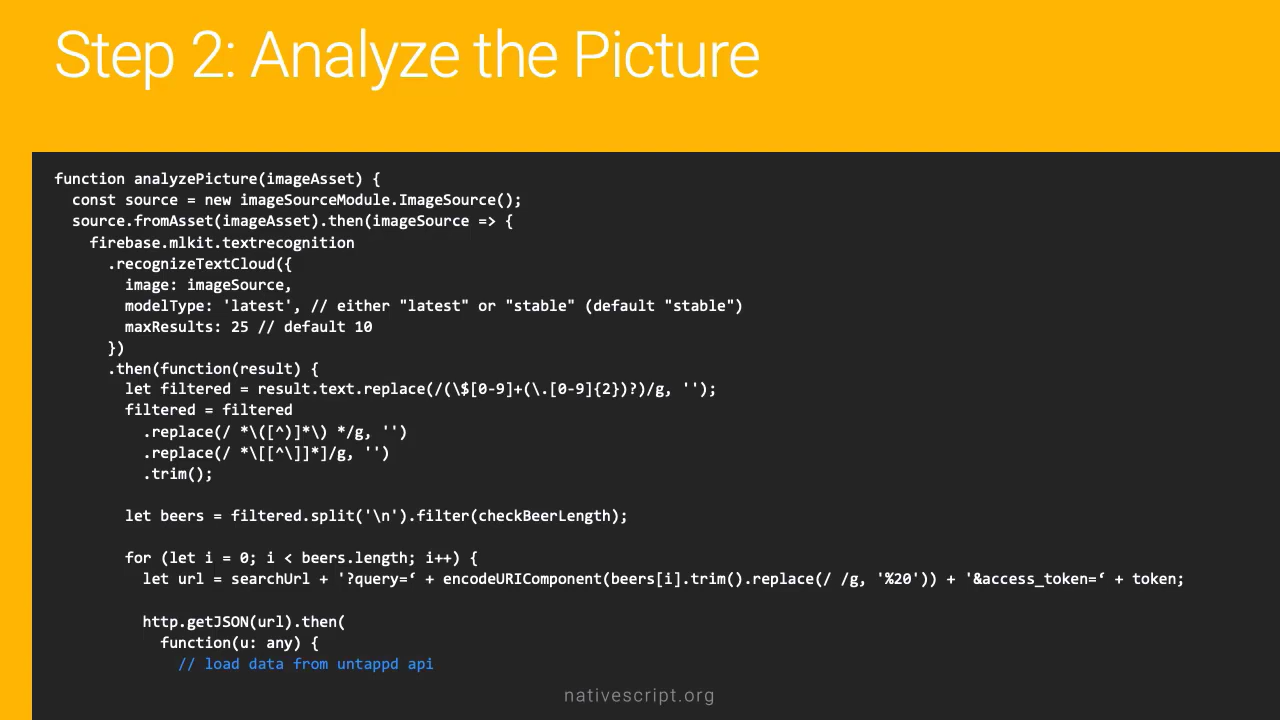 Step 2: Analyze the Picture
function analyzePicture(imageAsset) {
  const source = new imageSourceModule.ImageSource();
  source.fromAsset(imageAsset).then(imageSource => {
    firebase.mlkit.textrecognition
      .recognizeTextCloud({
        image: imageSource,
        modelType: 'latest', // either "latest" or "stable" (default "stable")
        maxResults: 25 // default 10
      })
      .then(function(result) {
        let filtered = result.text.replace(/(\$[0-9]+(\.[0-9]{2})?)/g, '');
        filtered = filtered
          .replace(/ *\([^)]*\) */g, '')
          .replace(/ *\[[^\]]*]/g, '')
          .trim();
        let beers = filtered.split('\n').filter(checkBeerLength);
        for (let i = 0; i < beers.length; i++) {
          let url = searchUrl + '?query=‘ + encodeURIComponent(beers[i].trim().replace(/ /g, '%20')) + '&access_token=‘ + token;
          http.getJSON(url).then(
            function(u: any) {
              // load data from untappd api
nativescript.org